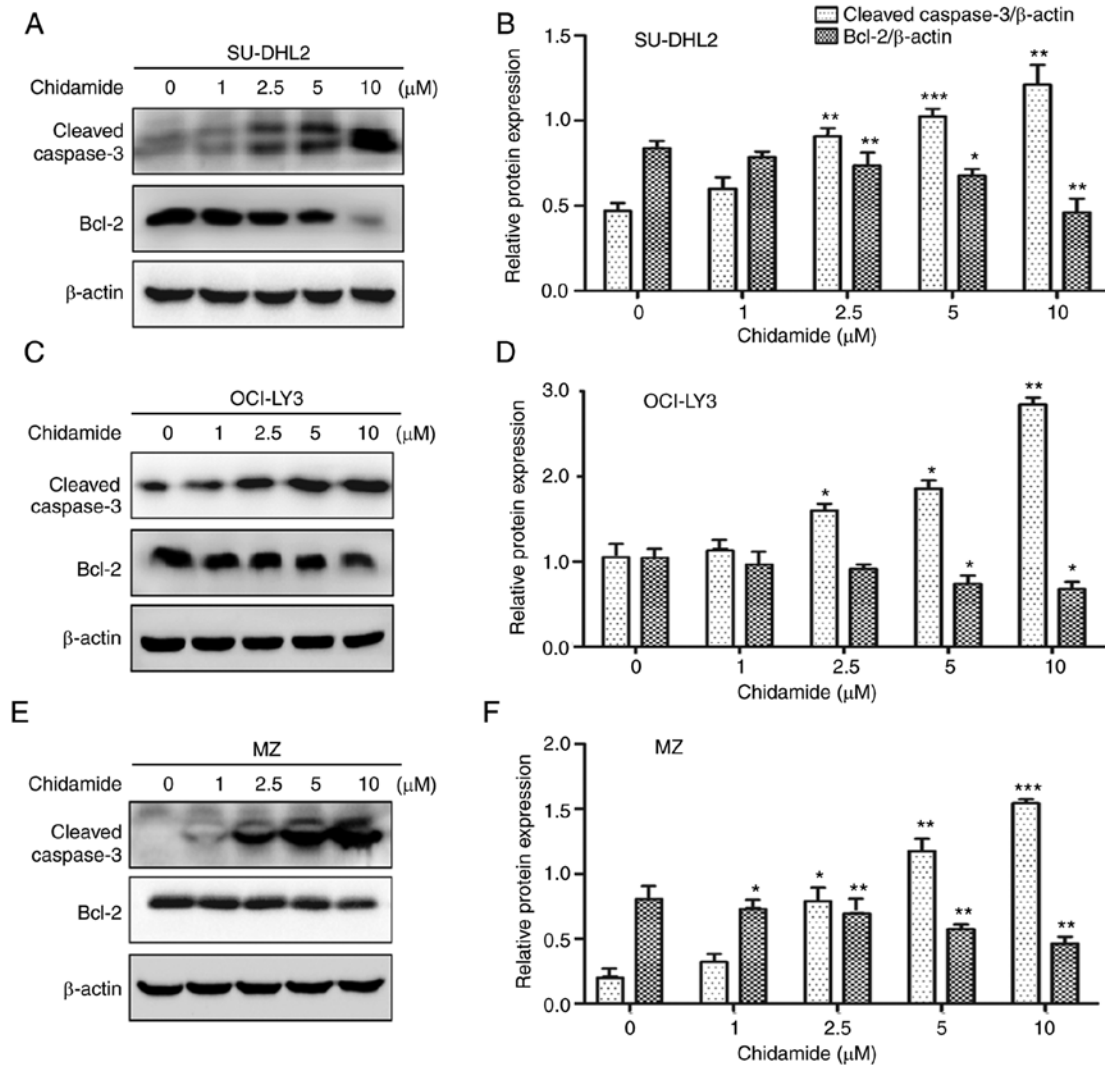 A
SU-DHL2
Chidamide 0 1 2.5 5 10 (μM)
Cleaved
caspase-3
Bcl-2
β-actin
B
SU-DHL2
Cleaved caspase-3/β-actin
Bcl-2/β-actin
Relative protein expression
1.5
1.0
0.5
0.0
** ** *** * ** **
0 1 2.5 5 10
Chidamide (μM)
C
OCI-LY3
Chidamide 0 1 2.5 5 10 (μM)
Cleaved
caspase-3
Bcl-2
β-actin
D
OCI-LY3
Relative protein expression
3.0
2.0
1.0
0.0
* * * ** *
0 1 2.5 5 10
Chidamide (μM)
E
MZ
Chidamide 0 1 2.5 5 10 (μM)
Cleaved
caspase-3
Bcl-2
β-actin
F
MZ
Relative protein expression
2.0
1.5
1.0
0.5
0.0
* * ** ** ** *** **
0 1 2.5 5 10
Chidamide (μM)